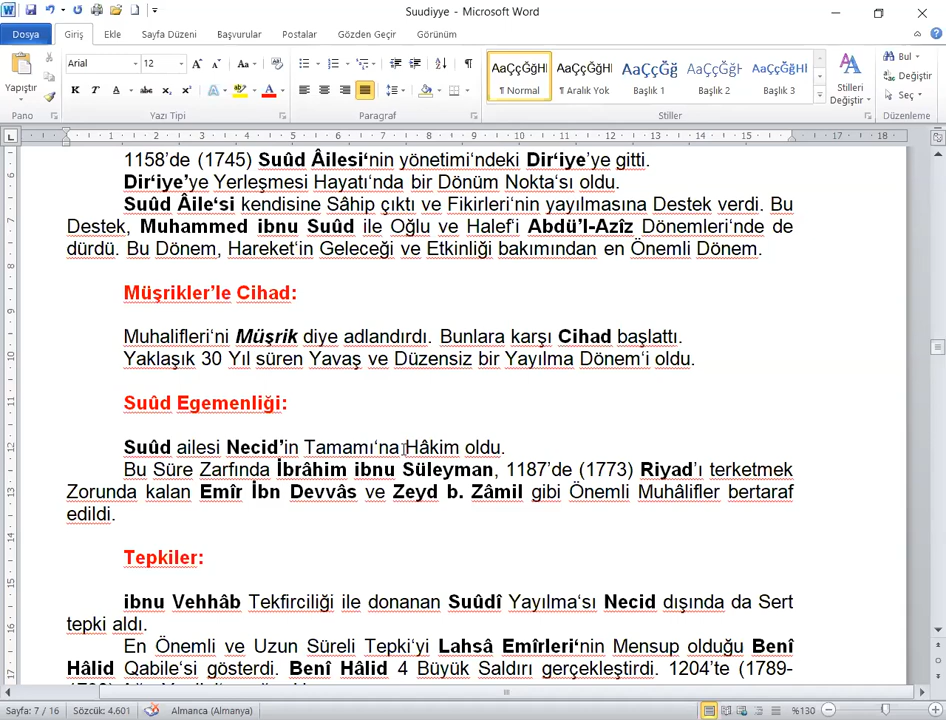 Suudiyye - Microsoft Word
Dosya Giriş Ekle Sayfa Düzeni Başvurular Postalar Gözden Geçir Görünüm
Yapıştır
Arial 12
AaÇçĞğHI AaÇçĞğHI AaÇçĞğ AaÇçĞğH AaÇçĞğHI
¶ Normal ¶ Aralık Yok Başlık 1 Başlık 2 Başlık 3
Stilleri Değiştir
Bul
Değiştir
Seç
Pano Yazı Tipi Paragraf Stiller Düzenleme
1158’de (1745) Suûd Âilesi‘nin yönetimi‘ndeki Dir‘iye’ye gitti.
Dir‘iye’ye Yerleşmesi Hayatı‘nda bir Dönüm Nokta‘sı oldu.
Suûd Âile‘si kendisine Sâhip çıktı ve Fikirleri‘nin yayılmasına Destek verdi. Bu
Destek, Muhammed ibnu Suûd ile Oğlu ve Halef‘i Abdü’l-Azîz Dönemleri‘nde de
dürdü. Bu Dönem, Hareket‘in Geleceği ve Etkinliği bakımından en Önemli Dönem.
Müşrikler’le Cihad:
Muhalifleri‘ni Müşrik diye adlandırdı. Bunlara karşı Cihad başlattı.
Yaklaşık 30 Yıl süren Yavaş ve Düzensiz bir Yayılma Dönem‘i oldu.
Suûd Egemenliği:
Suûd ailesi Necid’in Tamamı‘na Hâkim oldu.
Bu Süre Zarfında İbrâhim ibnu Süleyman, 1187’de (1773) Riyad’ı terketmek
Zorunda kalan Emîr İbn Devvâs ve Zeyd b. Zâmil gibi Önemli Muhâlifler bertaraf
edildi.
Tepkiler:
ibnu Vehhâb Tekfirciliği ile donanan Suûdî Yayılma‘sı Necid dışında da Sert
tepki aldı.
En Önemli ve Uzun Süreli Tepki’yi Lahsâ Emîrleri‘nin Mensup olduğu Benî
Hâlid Qabile‘si gösterdi. Benî Hâlid 4 Büyük Saldırı gerçekleştirdi. 1204’te (1789-
Sayfa: 7 / 16 Sözcük: 4.601 Almanca (Almanya) %130